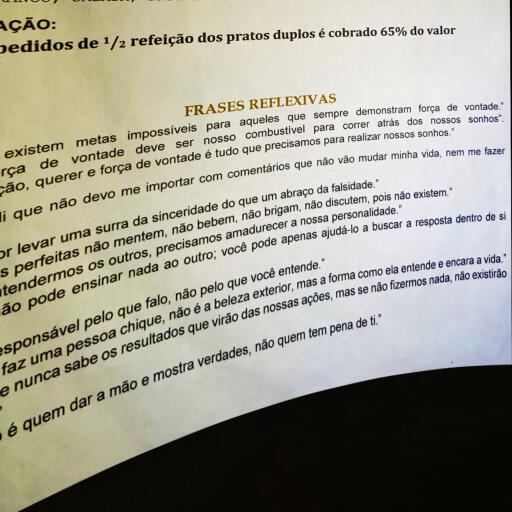 AÇÃO:
pedidos de ½ refeição dos pratos duplos é cobrado 65% do valor
FRASES REFLEXIVAS
existem metas impossíveis para aqueles que sempre demonstram força de vontade."
rça de vontade deve ser nosso combustível para correr atrás dos nossos sonhos".
ção, querer e força de vontade é tudo que precisamos para realizar nossos sonhos."
di que não devo me importar com comentários que não vão mudar minha vida, nem me fazer
or levar uma surra da sinceridade do que um abraço da falsidade."
s perfeitas não mentem, não bebem, não brigam, não discutem, pois não existem."
ntendermos os outros, precisamos amadurecer a nossa personalidade."
ão pode ensinar nada ao outro; você pode apenas ajudá-lo a buscar a resposta dentro de si
esponsável pelo que falo, não pelo que você entende."
faz uma pessoa chique, não é a beleza exterior, mas a forma como ela entende e encara a vida."
e nunca sabe os resultados que virão das nossas ações, mas se não fizermos nada, não existirão
"
o é quem dar a mão e mostra verdades, não quem tem pena de ti."